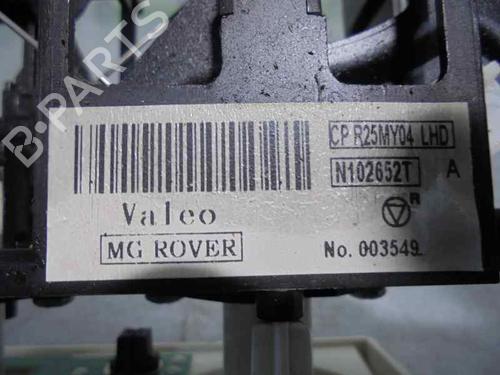 B-PARTS
CP R25MY04 LHD
N102652T A
R
Valeo
MG ROVER
No. 003549